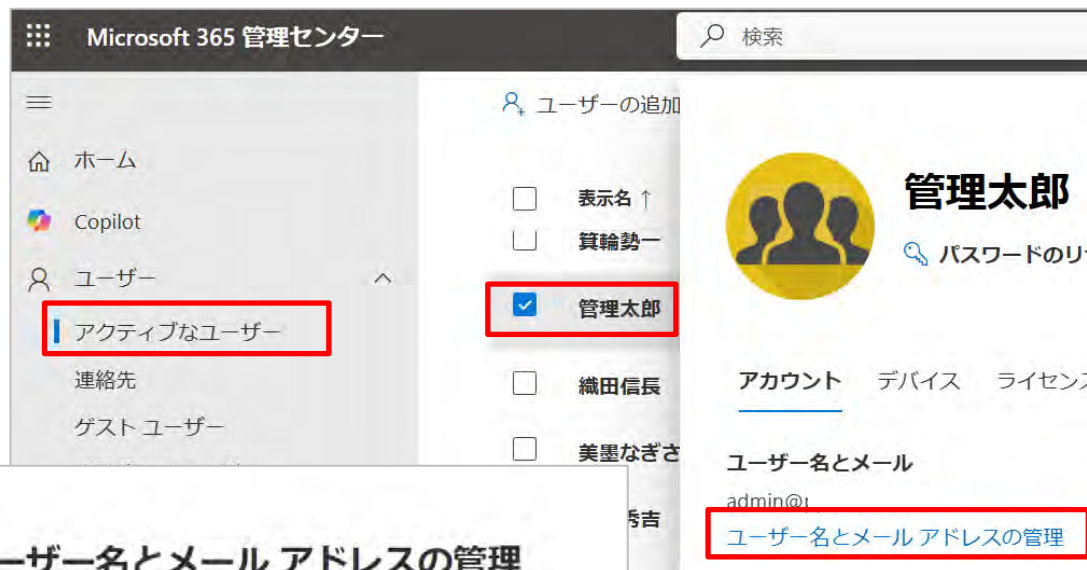 Microsoft 365 管理センター
検索
ホーム
Copilot
ユーザー
アクティブなユーザー
連絡先
ゲスト ユーザー
ユーザーの追加
表示名 ↑
箕輪勢一
管理太郎
織田信長
美墨なぎさ
秀吉
管理太郎
パスワードのリ
アカウント デバイス ライセンス
ユーザー名とメール
admin@
ユーザー名とメール アドレスの管理
ーザー名とメール アドレスの管理